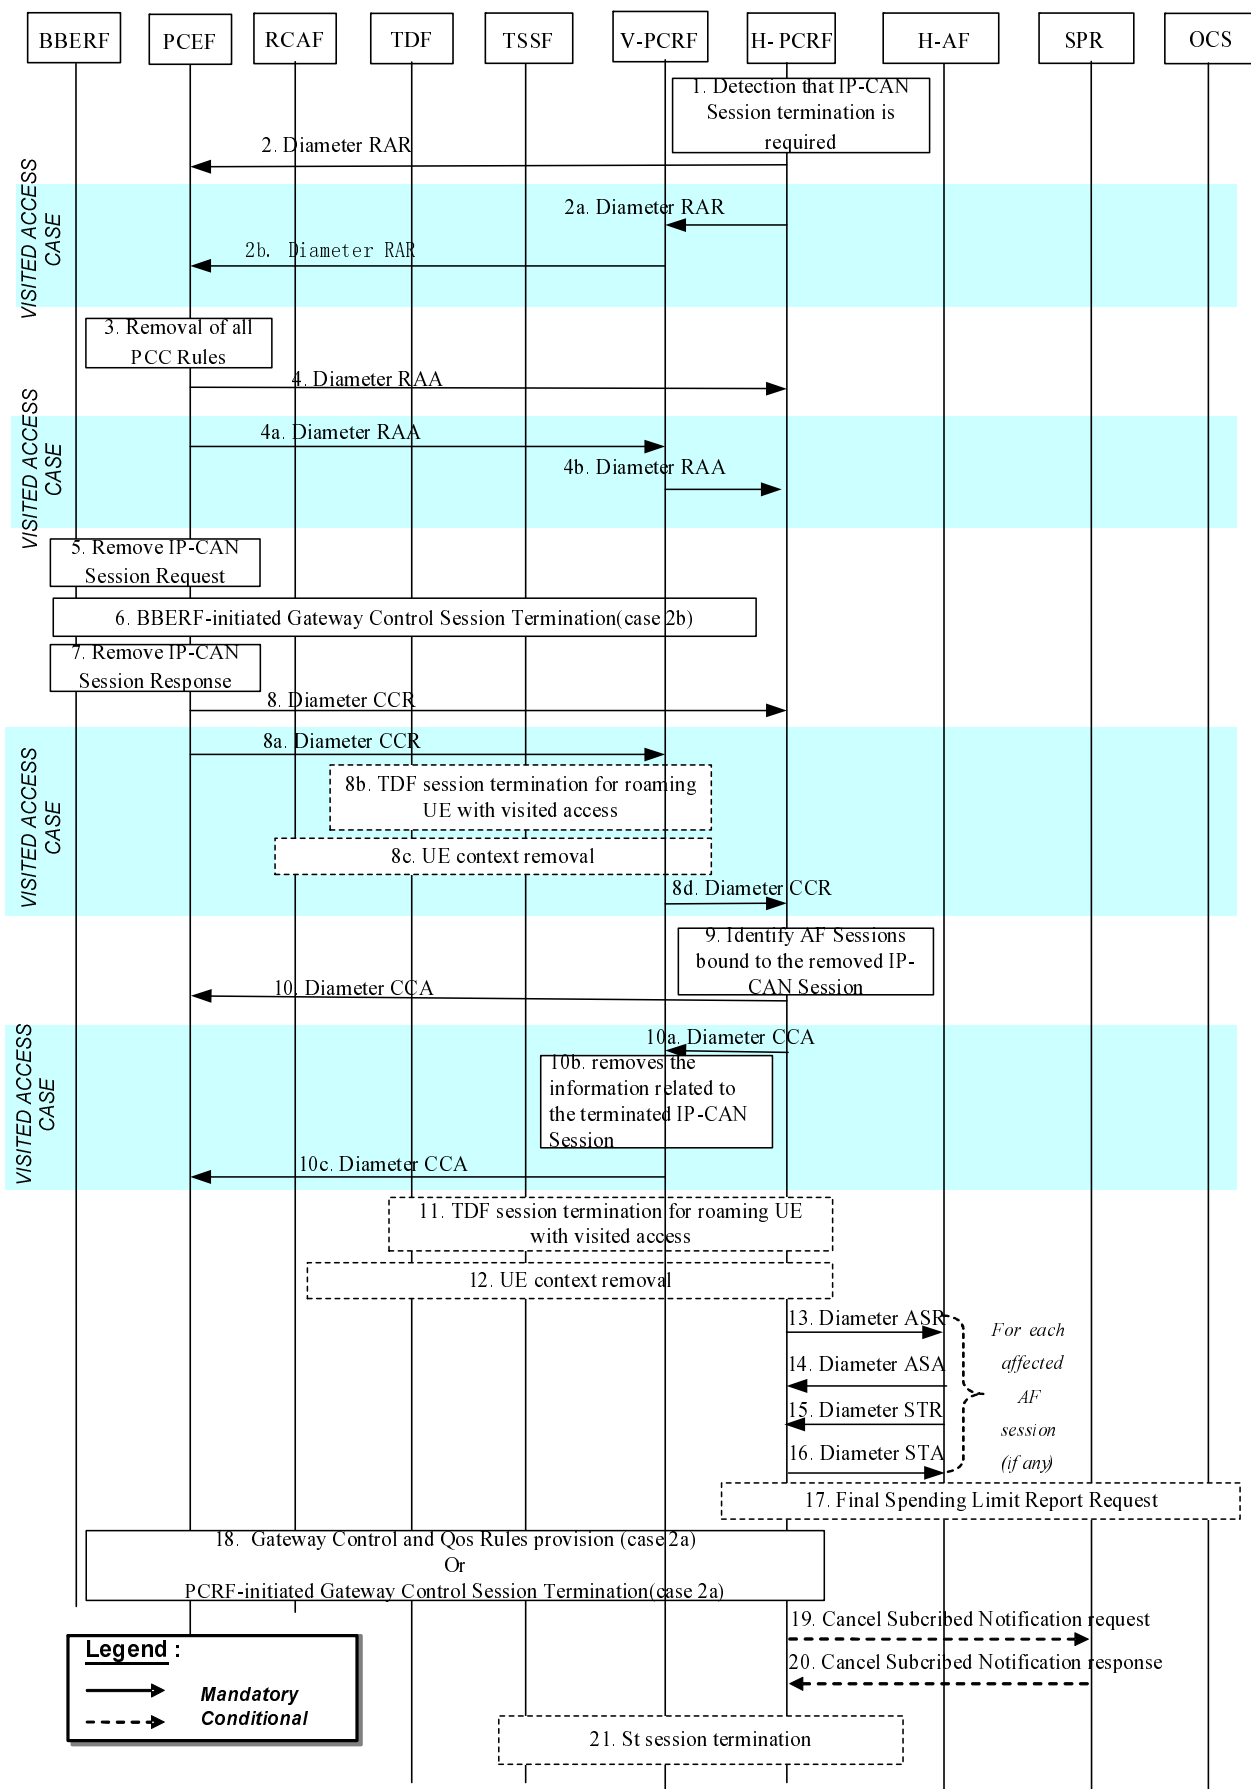 BBERF
PCEF
RCAF
TDF
TSSF
V-PCRF
H- PCRF
H-AF
SPR
OCS
1. Detection that IP-CAN
Session termination is
required
2. Diameter RAR
VISITED ACCESS
CASE
2a. Diameter RAR
2b. Diameter RAR
3. Removal of all
PCC Rules
4. Diameter RAA
VISITED ACCESS
CASE
4a. Diameter RAA
4b. Diameter RAA
5. Remove IP-CAN
Session Request
6. BBERF-initiated Gateway Control Session Termination(case 2b)
7. Remove IP-CAN
Session Response
8. Diameter CCR
VISITED ACCESS
CASE
8a. Diameter CCR
8b. TDF session termination for roaming
UE with visited access
8c. UE context removal
8d. Diameter CCR
9. Identify AF Sessions
bound to the removed IP-
CAN Session
10. Diameter CCA
VISITED ACCESS
CASE
10a. Diameter CCA
10b. removes the
information related to
the terminated IP-CAN
Session
10c. Diameter CCA
11. TDF session termination for roaming UE
with visited access
12. UE context removal
13. Diameter ASR
14. Diameter ASA
15. Diameter STR
16. Diameter STA
For each
affected
AF
session
(if any)
17. Final Spending Limit Report Request
18. Gateway Control and Qos Rules provision (case 2a)
Or
PCRF-initiated Gateway Control Session Termination(case 2a)
19. Cancel Subcribed Notification request
20. Cancel Subcribed Notification response
Legend :
Mandatory
Conditional
21. St session termination